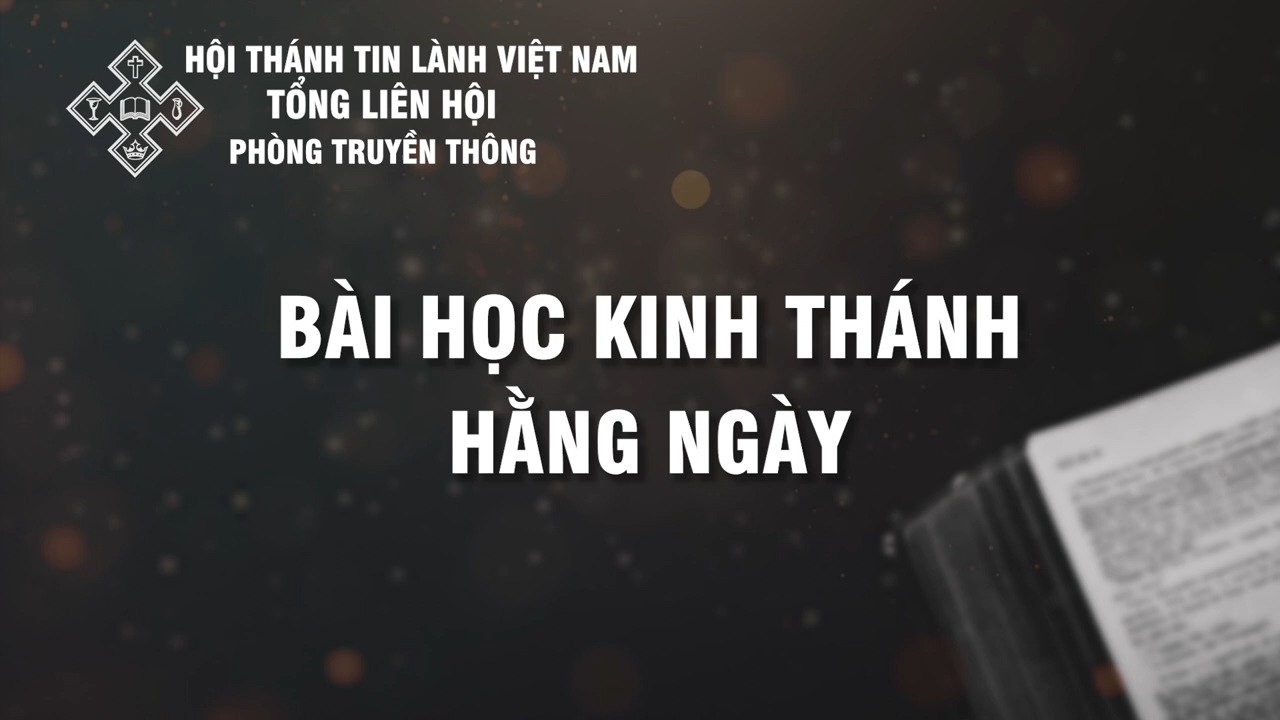 HỘI THÁNH TIN LÀNH VIỆT NAM
TỔNG LIÊN HỘI
PHÒNG TRUYỀN THÔNG
BÀI HỌC KINH THÁNH
HẰNG NGÀY